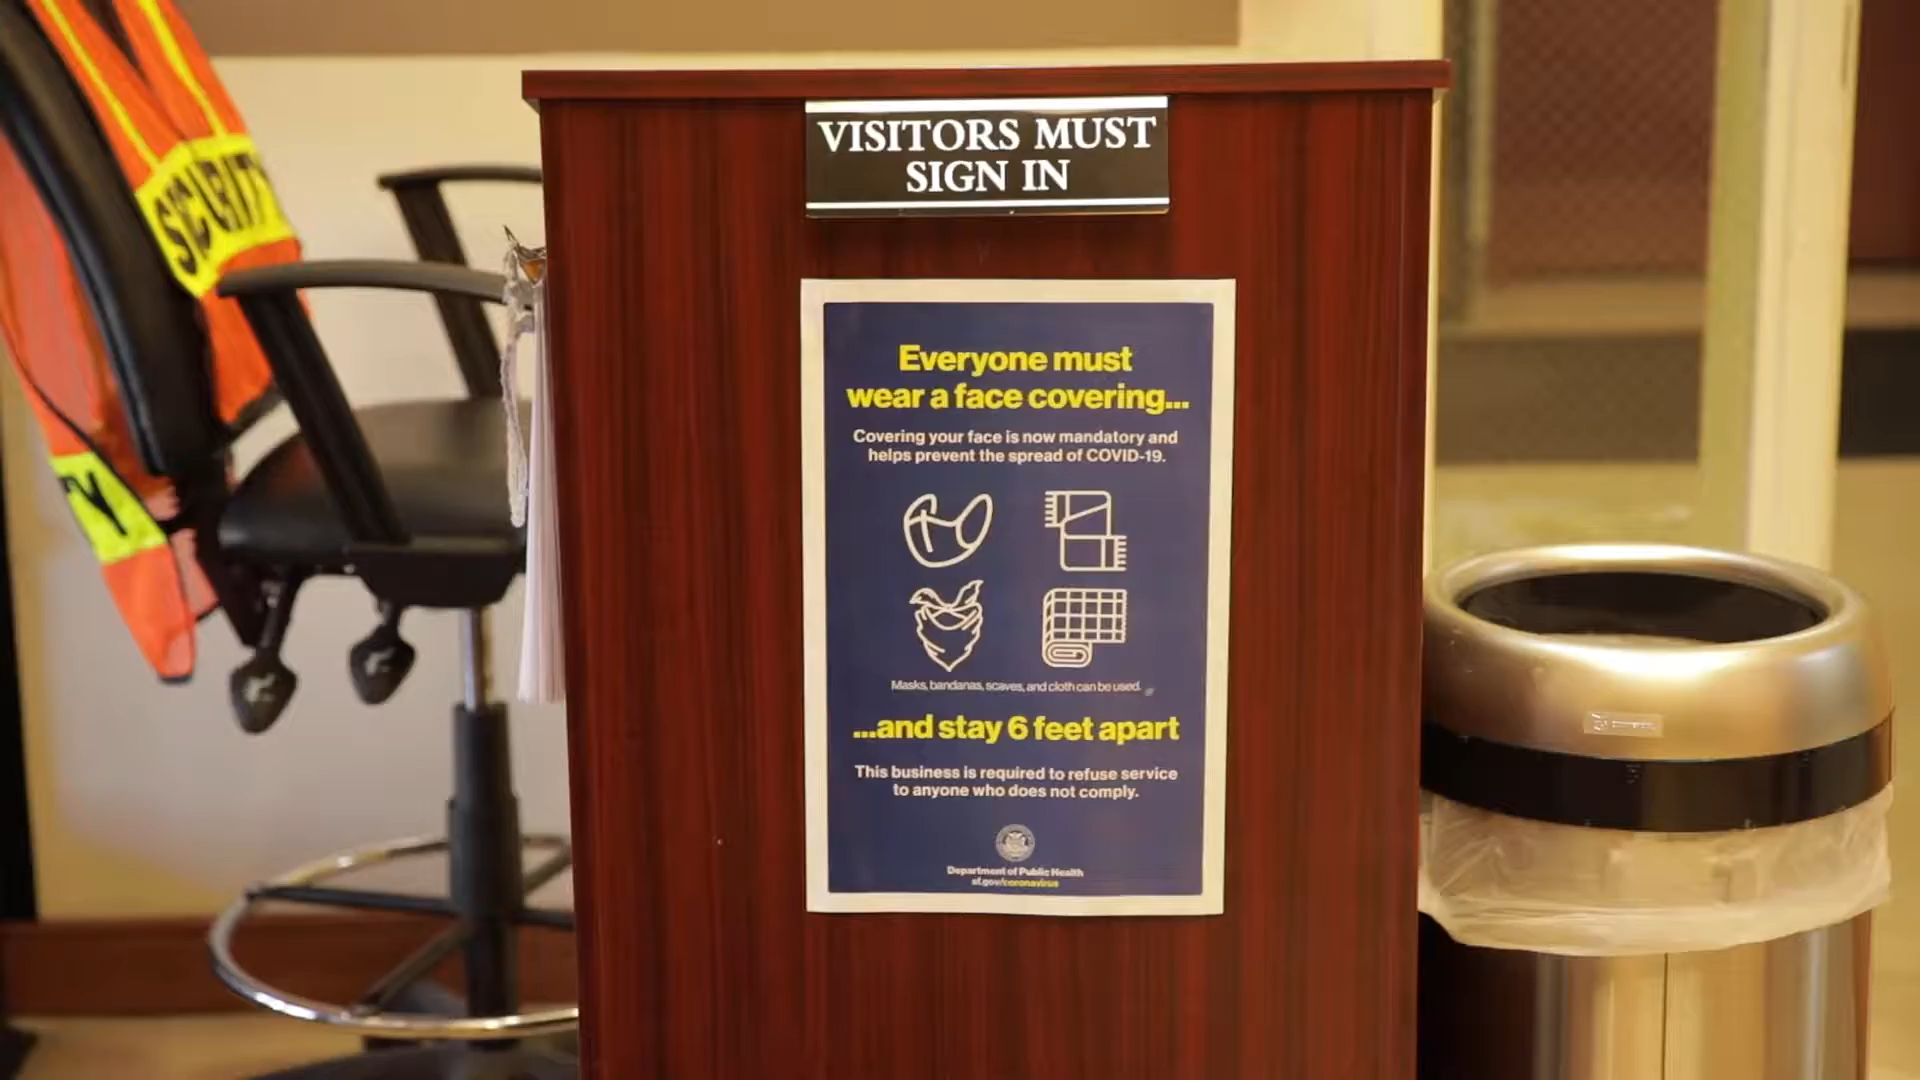 SECURITY
Y
VISITORS MUST
SIGN IN
Everyone must
wear a face covering...
Covering your face is now mandatory and
helps prevent the spread of COVID-19.
Masks, bandanas, scaves, and cloth can be used.
...and stay 6 feet apart
This business is required to refuse service
to anyone who does not comply.
Department of Public Health
sf.gov/coronavirus